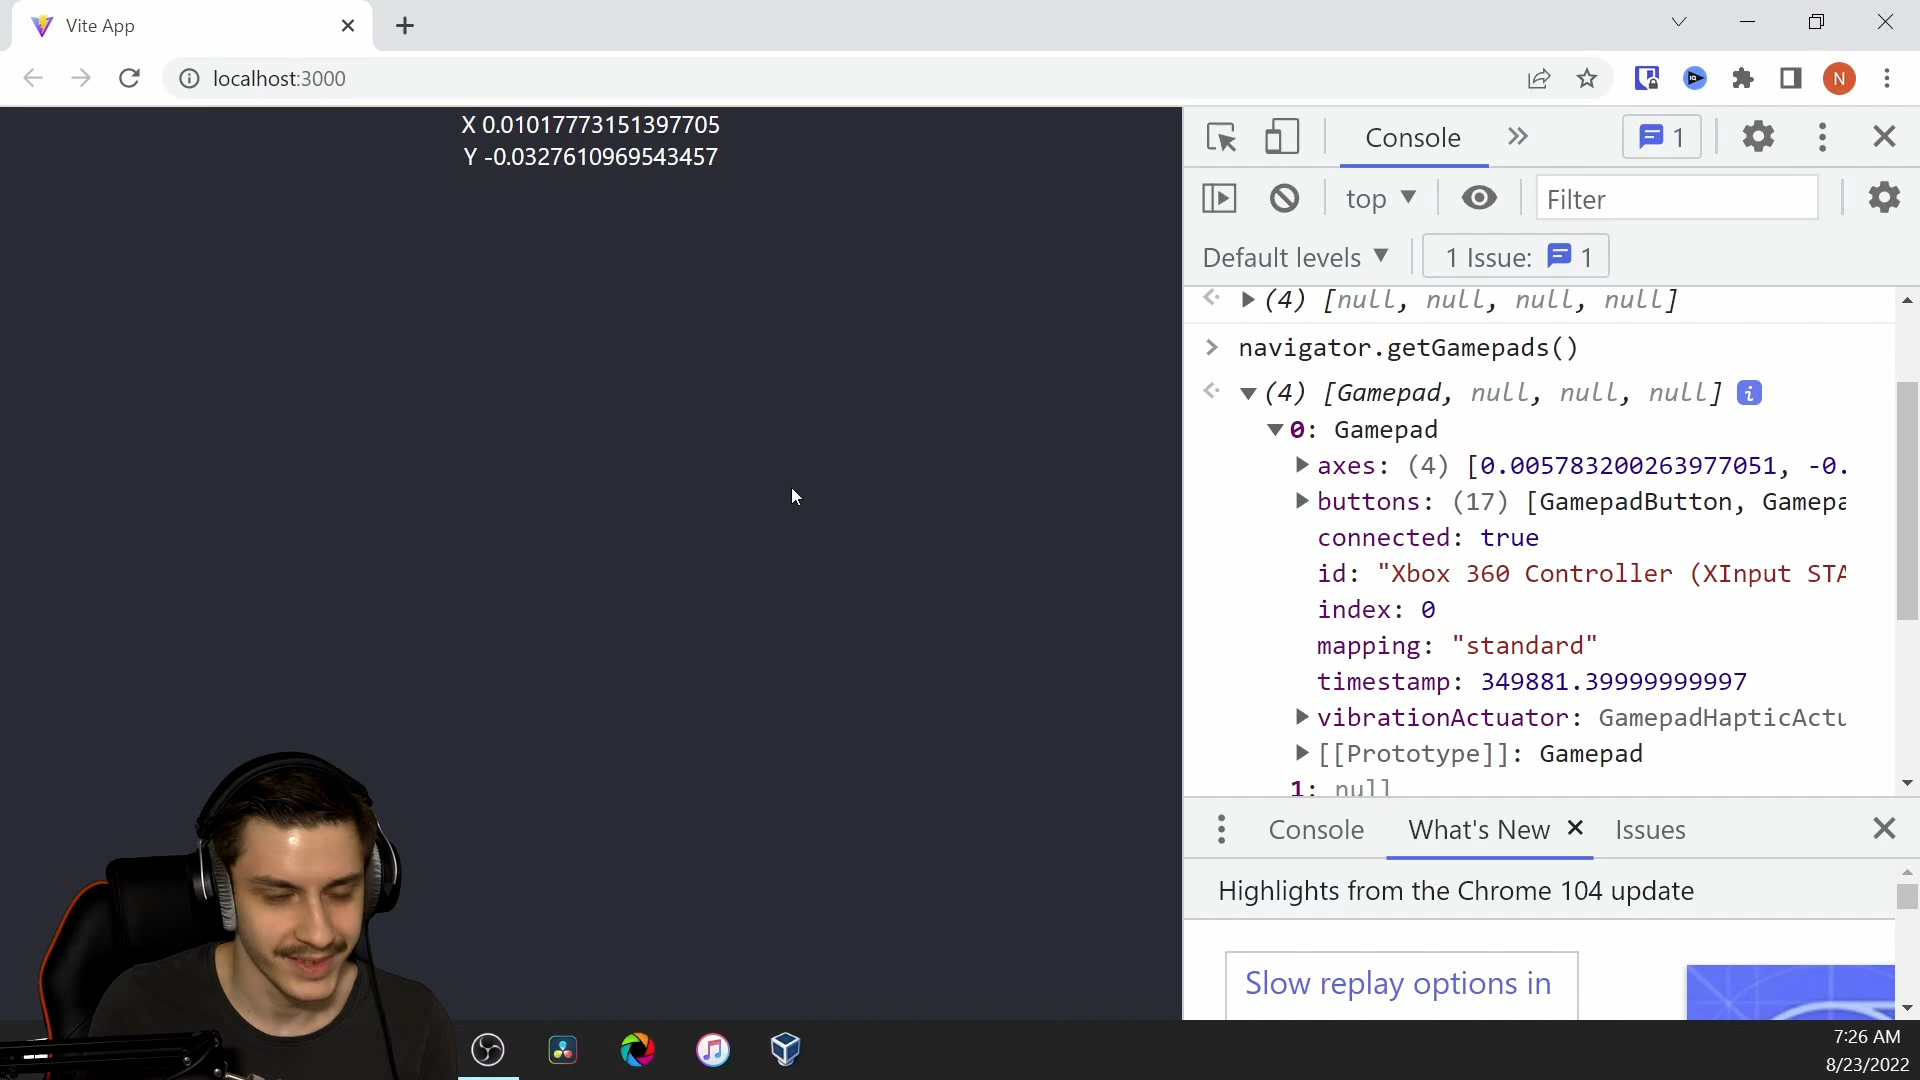 Vite App
localhost:3000
N
X 0.01017773151397705
Y -0.0327610969543457
Console
1
top
Filter
Default levels
1 Issue: 1
(4) [null, null, null, null]
navigator.getGamepads()
(4) [Gamepad, null, null, null]
0: Gamepad
axes: (4) [0.005783200263977051, -0.
buttons: (17) [GamepadButton, Gamepa
connected: true
id: "Xbox 360 Controller (XInput STA
index: 0
mapping: "standard"
timestamp: 349881.39999999997
vibrationActuator: GamepadHapticActu
[[Prototype]]: Gamepad
1: null
Console
What's New
Issues
Highlights from the Chrome 104 update
Slow replay options in
7:26 AM
8/23/2022